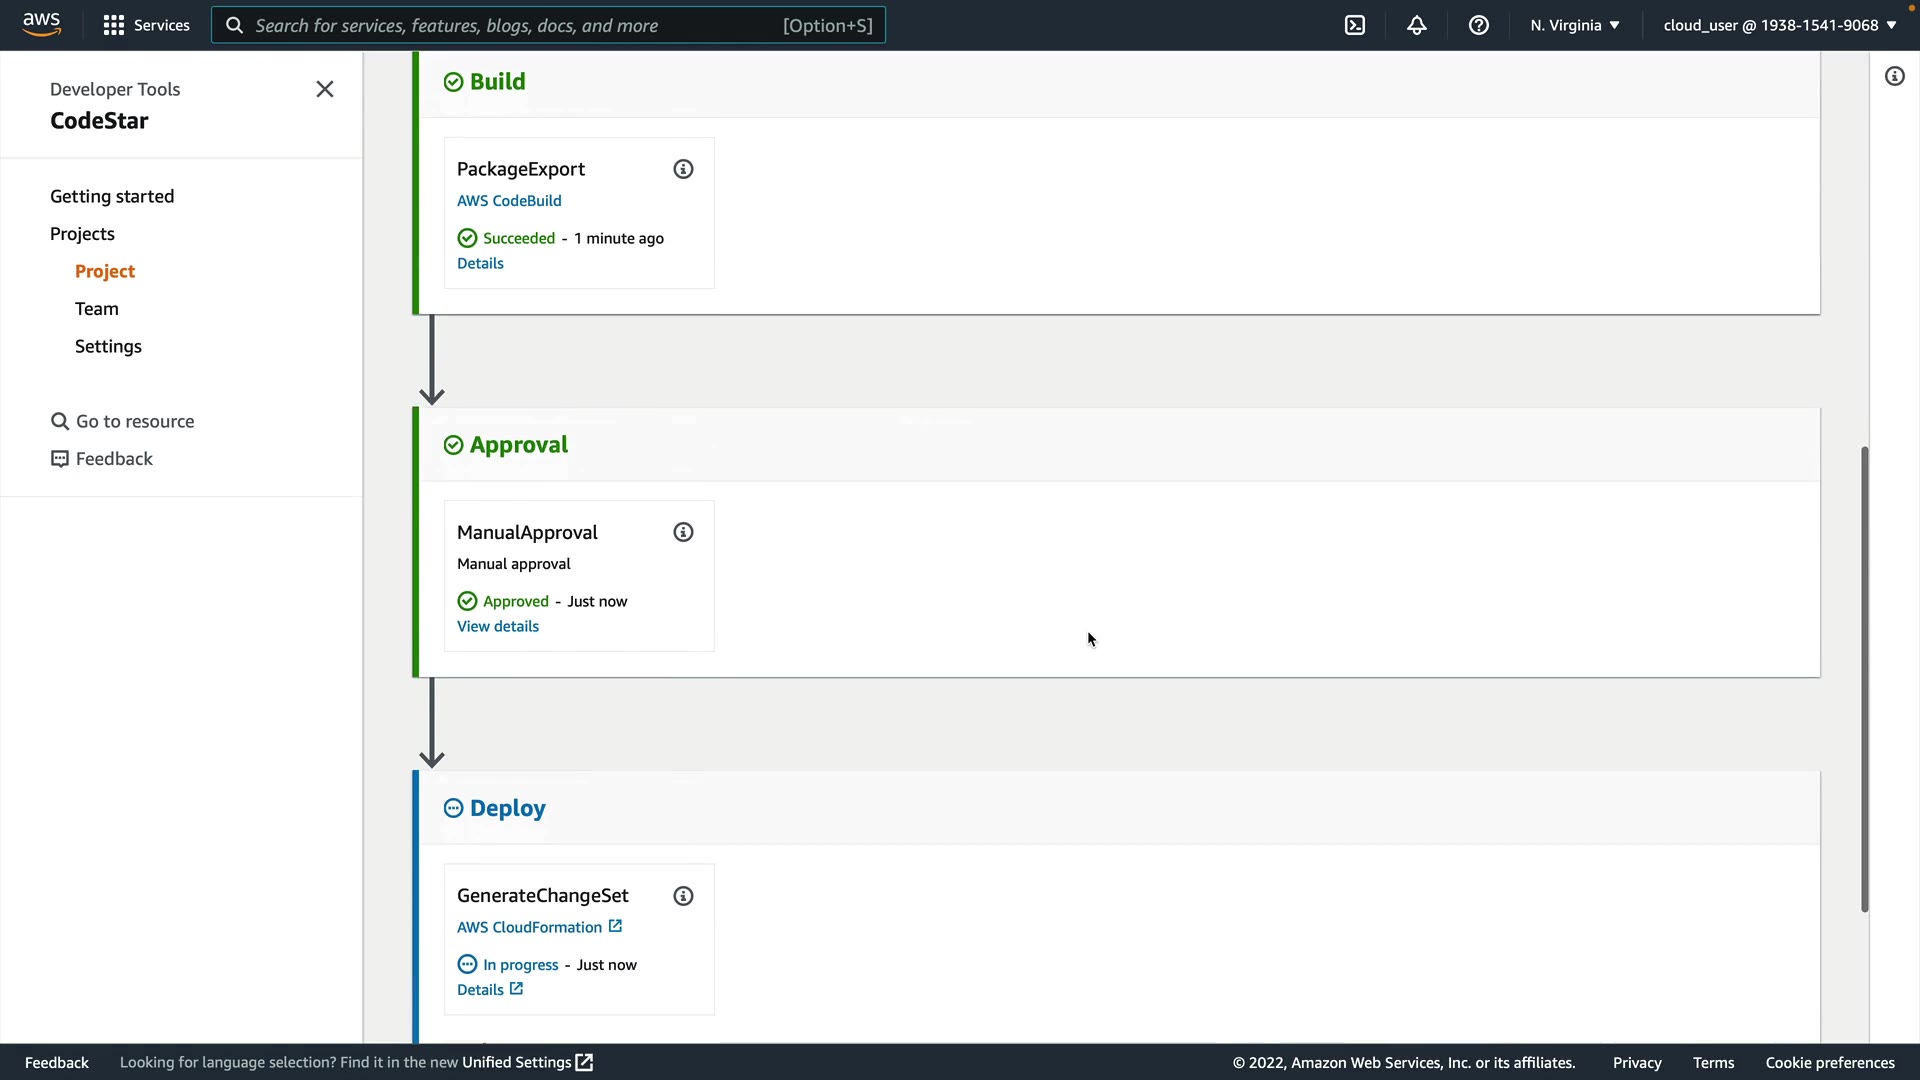 aws
Services
Search for services, features, blogs, docs, and more
[Option+S]
N. Virginia
cloud_user @ 1938-1541-9068
Developer Tools
CodeStar
Getting started
Projects
Project
Team
Settings
Go to resource
Feedback
Build
PackageExport
AWS CodeBuild
Succeeded - 1 minute ago
Details
Approval
ManualApproval
Manual approval
Approved - Just now
View details
Deploy
GenerateChangeSet
AWS CloudFormation
In progress - Just now
Details
Feedback
Looking for language selection? Find it in the new Unified Settings
© 2022, Amazon Web Services, Inc. or its affiliates.
Privacy
Terms
Cookie preferences